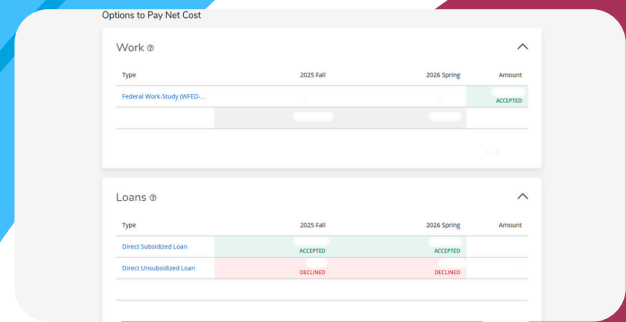 Options to Pay Net Cost
Work ?
Type 2025 Fall 2026 Spring Amount
Federal Work-Study (WFED-...
ACCEPTED
Loans ?
Type 2025 Fall 2026 Spring Amount
Direct Subsidized Loan
ACCEPTED ACCEPTED
Direct Unsubsidized Loan
DECLINED DECLINED